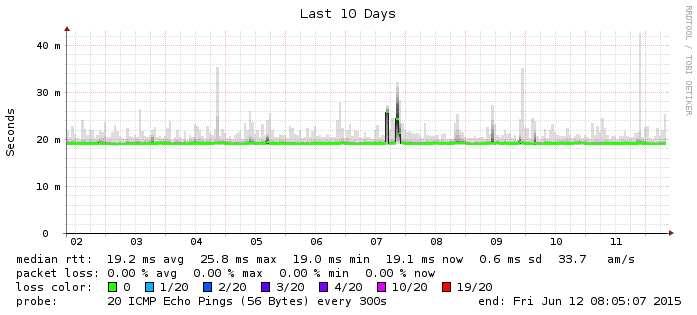 Last 10 Days
RRDTOOL / TOBI OETIKER
Seconds
40 m
30 m
20 m
10 m
0
02 03 04 05 06 07 08 09 10 11
median rtt: 19.2 ms avg 25.8 ms max 19.0 ms min 19.1 ms now 0.6 ms sd 33.7 am/s
packet loss: 0.00 % avg 0.00 % max 0.00 % min 0.00 % now
loss color: 0 1/20 2/20 3/20 4/20 10/20 19/20
probe: 20 ICMP Echo Pings (56 Bytes) every 300s end: Fri Jun 12 08:05:07 2015